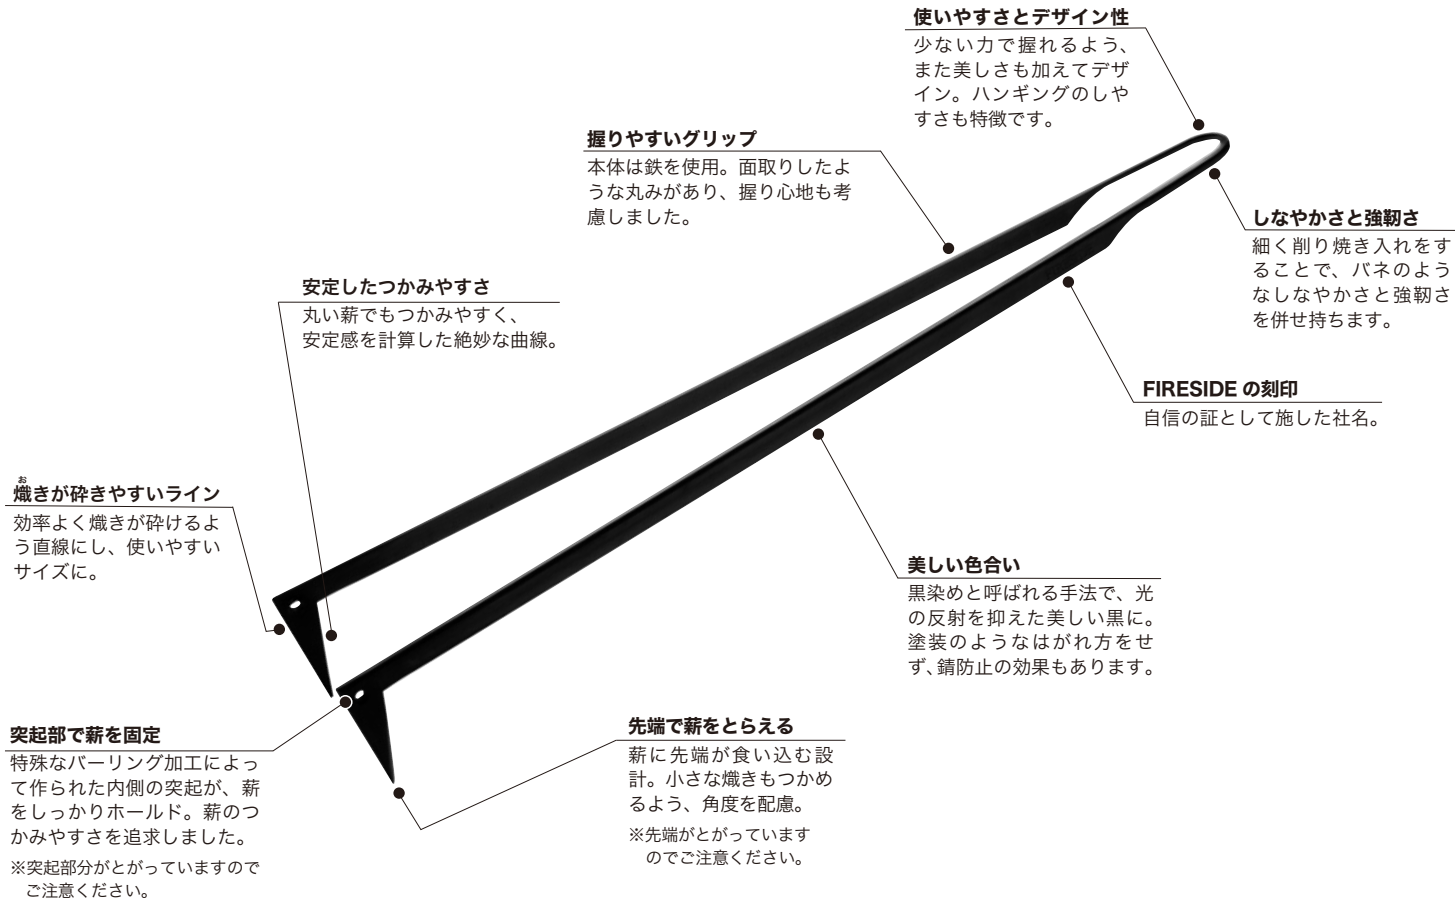 使いやすさとデザイン性
少ない力で握れるよう、
また美しさも加えてデザ
イン。ハンギングのしや
すさも特徴です。
握りやすいグリップ
本体は鉄を使用。面取りしたよ
うな丸みがあり、握り心地も考
慮しました。
しなやかさと強靭さ
細く削り焼き入れをす
ることで、バネのよう
なしなやかさと強靭さ
を併せ持ちます。
安定したつかみやすさ
丸い薪でもつかみやすく、
安定感を計算した絶妙な曲線。
FIRESIDE の刻印
自信の証として施した社名。
お
熾きが砕きやすいライン
効率よく熾きが砕けるよ
う直線にし、使いやすい
サイズに。
美しい色合い
黒染めと呼ばれる手法で、光
の反射を抑えた美しい黒に。
塗装のようなはがれ方をせ
ず、錆防止の効果もあります。
突起部で薪を固定
特殊なバーリング加工によっ
て作られた内側の突起が、薪
をしっかりホールド。薪のつ
かみやすさを追求しました。
※突起部分がとがっていますので
ご注意ください。
先端で薪をとらえる
薪に先端が食い込む設
計。小さな熾きもつかめ
るよう、角度を配慮。
※先端がとがっています
のでご注意ください。